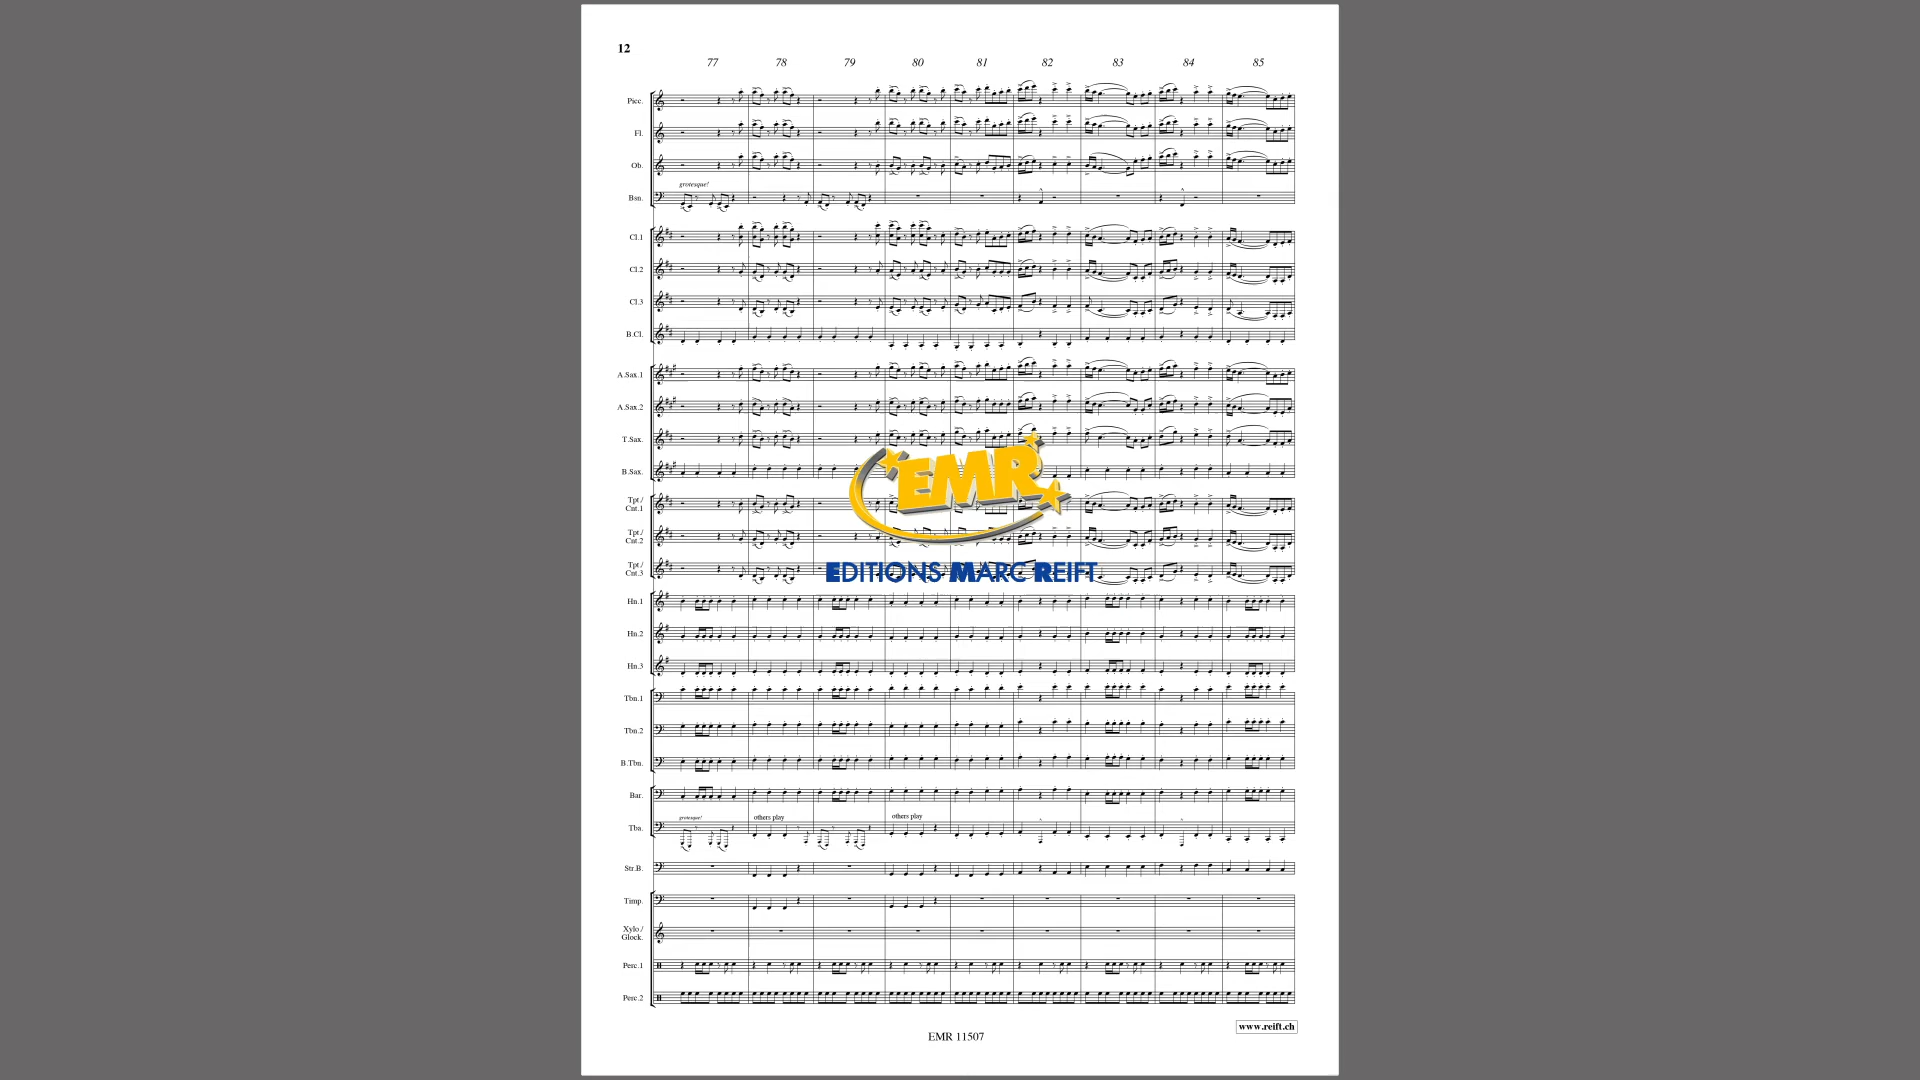 12
77 78 79 80 81 82 83 84 85
Picc.
Fl.
Ob.
grotesque!
Bsn.
Cl.1
Cl.2
Cl.3
B.Cl.
A.Sax.1
A.Sax.2
T.Sax.
B.Sax.
EMR
Tpt./
Cnt.1
Tpt./
Cnt.2
Tpt./
Cnt.3
EDITIONS MARC REIFT
Hn.1
Hn.2
Hn.3
Tbn.1
Tbn.2
B.Tbn.
Bar.
grotesque! others play others play
Tba.
Str.B.
Timp.
Xylo /
Glock.
Perc.1
Perc.2
www.reift.ch
EMR 11507